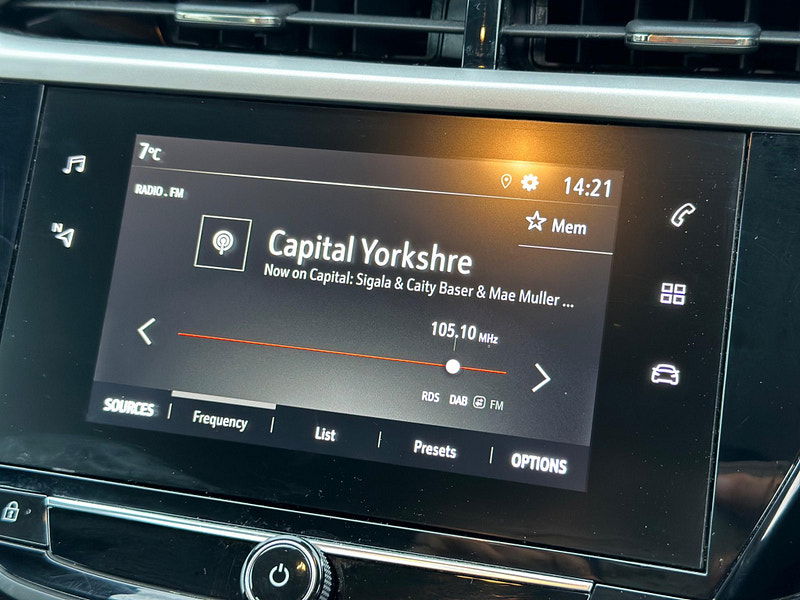 7°C
14:21
RADIO . FM
Mem
Capital Yorkshre
Now on Capital: Sigala & Caity Baser & Mae Muller ...
105.10 MHz
RDS DAB FM
SOURCES Frequency List Presets OPTIONS
N